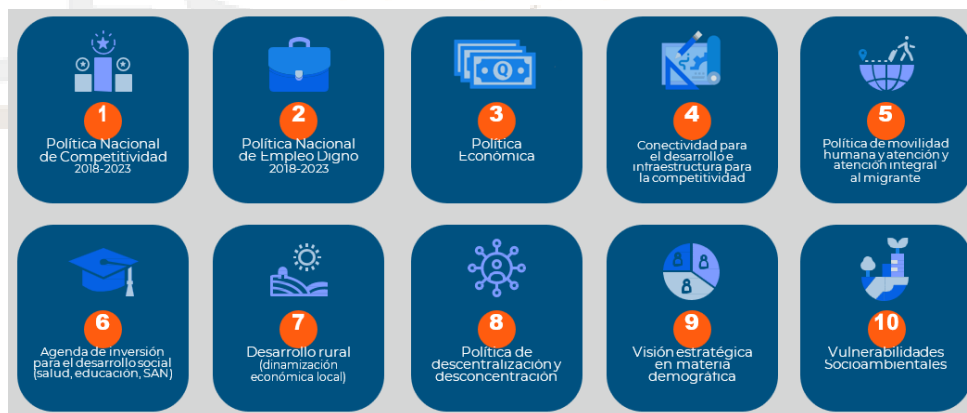 1
Política Nacional
de Competitividad
2018-2023
2
Política Nacional
de Empleo Digno
2018-2023
Q
3
Política
Económica
4
Conectividad para
el desarrollo e
infraestructura para
la competitividad
5
Política de movilidad
humana y atención y
atención integral
al migrante
6
Agenda de inversión
para el desarrollo social
(salud, educación, SAN)
7
Desarrollo rural
(dinamización
económica local)
8
Política de
descentralización y
desconcentración
9
Visión estratégica
en materia
demográfica
10
Vulnerabilidades
Socioambientales